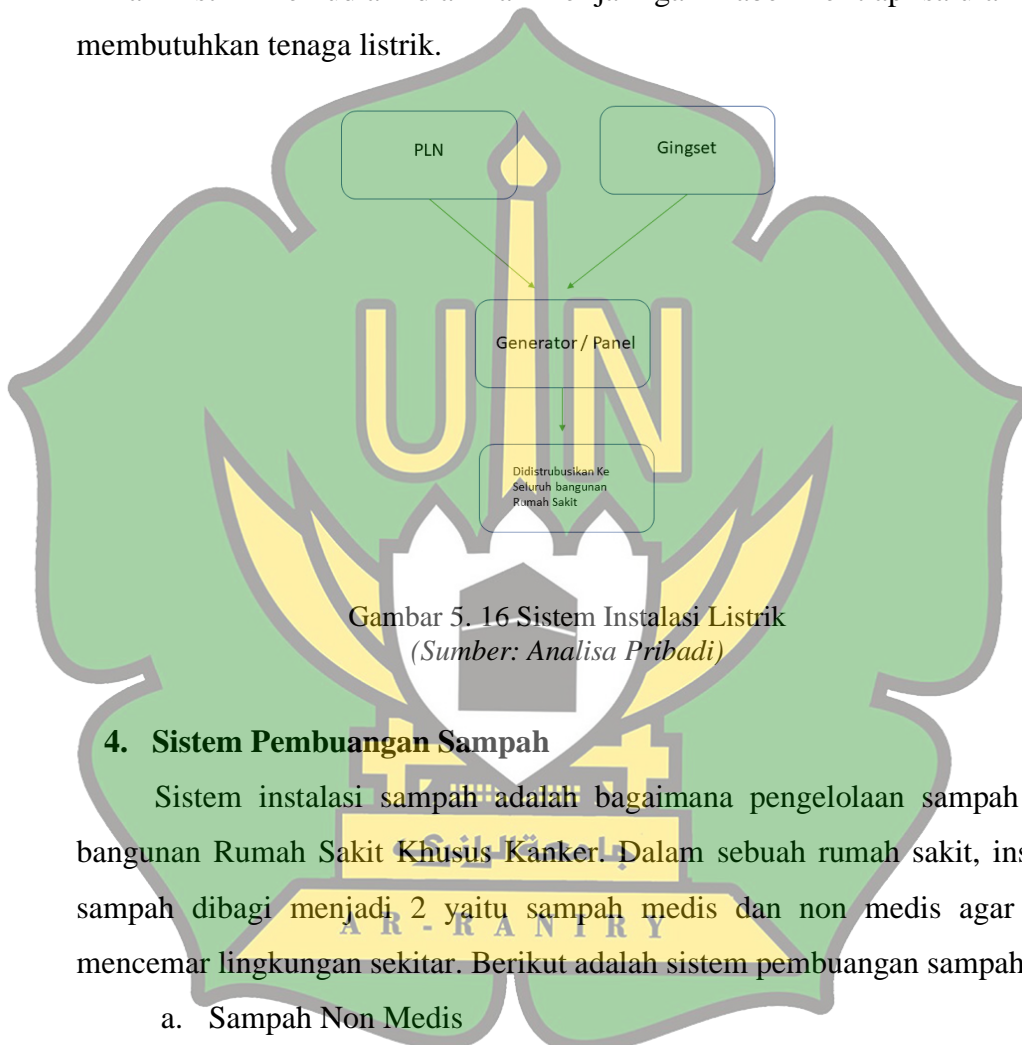 membutuhkan tenaga listrik.
PLN
Gingset
UIN
Generator / Panel
Didistrubusikan Ke
Seluruh bangunan
Rumah Sakit
Gambar 5. 16 Sistem Instalasi Listrik
(Sumber: Analisa Pribadi)
4. Sistem Pembuangan Sampah
Sistem instalasi sampah adalah bagaimana pengelolaan sampah
bangunan Rumah Sakit Khusus Kanker. Dalam sebuah rumah sakit,
جامعة الرانري
sampah dibagi menjadi 2 yaitu sampah medis dan non medis agar
AR - RANIRY
mencemar lingkungan sekitar. Berikut adalah sistem pembuangan sampah
a. Sampah Non Medis